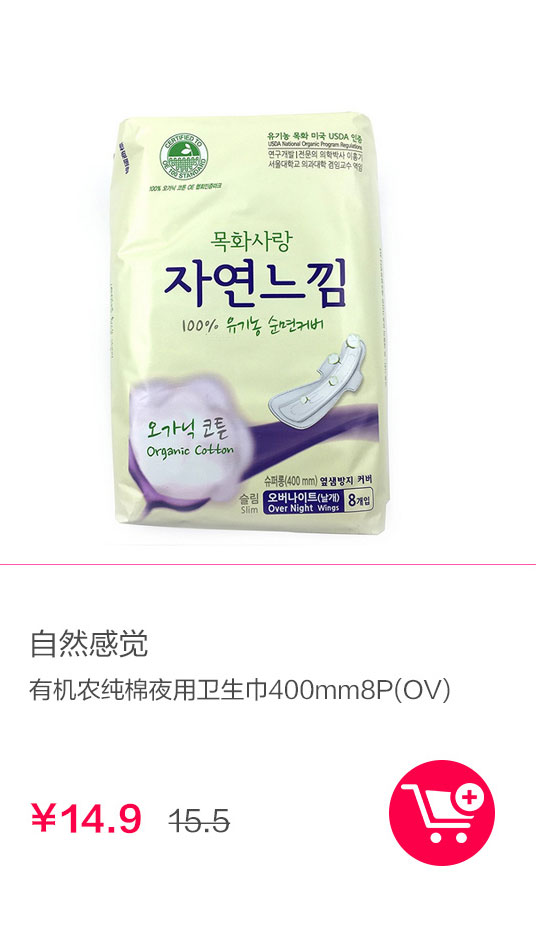 CERTIFIED TO
OE 100 STANDARD
100% 오가닉 코튼 OE 협회인증마크
유기농 목화 미국 USDA 인증
USDA National Organic Program Regulations
연구개발 | 전문의 의학박사 이홍기
서울대학교 의과대학 겸임교수 역임
목화사랑
자연느낌
100% 유기농 순면커버
오가닉 코튼
Organic Cotton
슈퍼롱(400 mm) 옆샘방지 커버
슬림 오버나이트(날개) 8개입
Slim Over Night Wings
自然感觉
有机农纯棉夜用卫生巾400mm8P(OV)
¥14.9 15.5